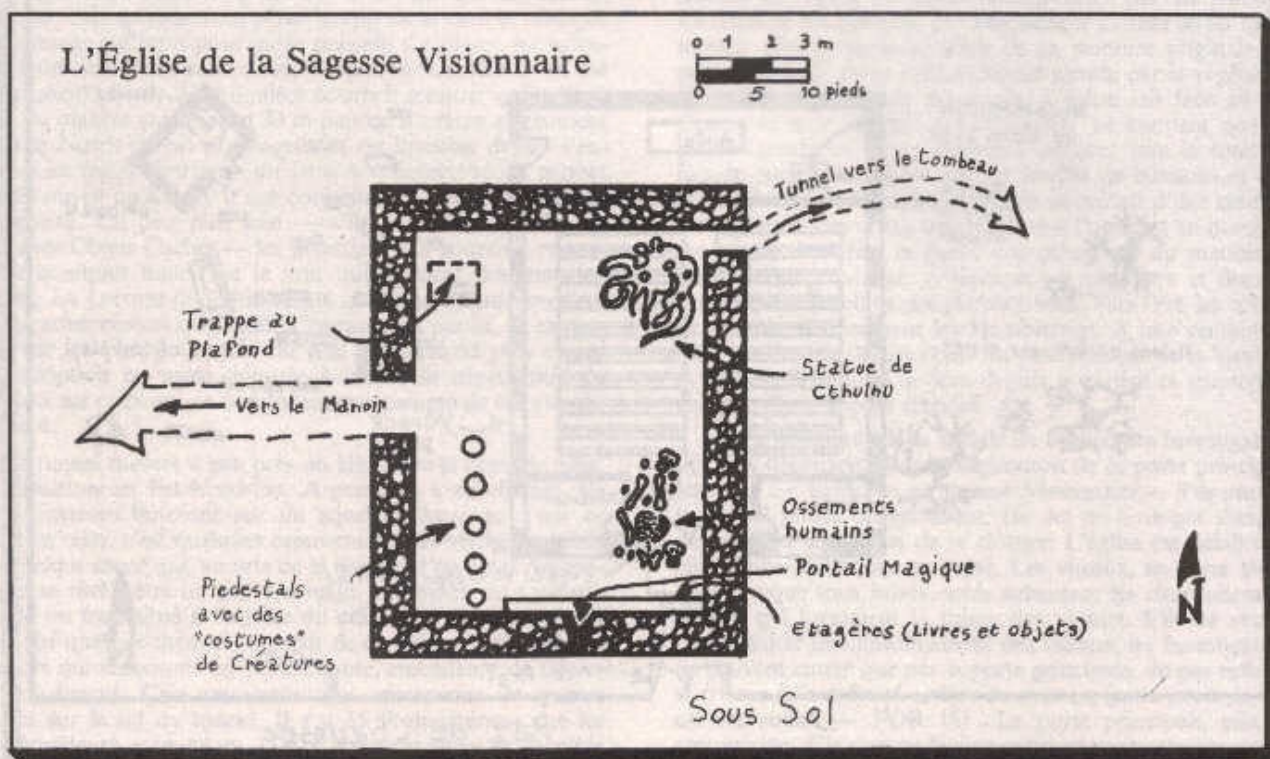 L'Église de la Sagesse Visionnaire
0 1 2 3 m
0 5 10 pieds
Tunnel vers le Tombeau
Trappe au
Plafond
Statue de
Cthulhu
Vers le Manoir
Ossements
humains
Portail Magique
Piedestals
avec des
"costumes"
de Créatures
Etagères (Livres et objets)
N
Sous Sol